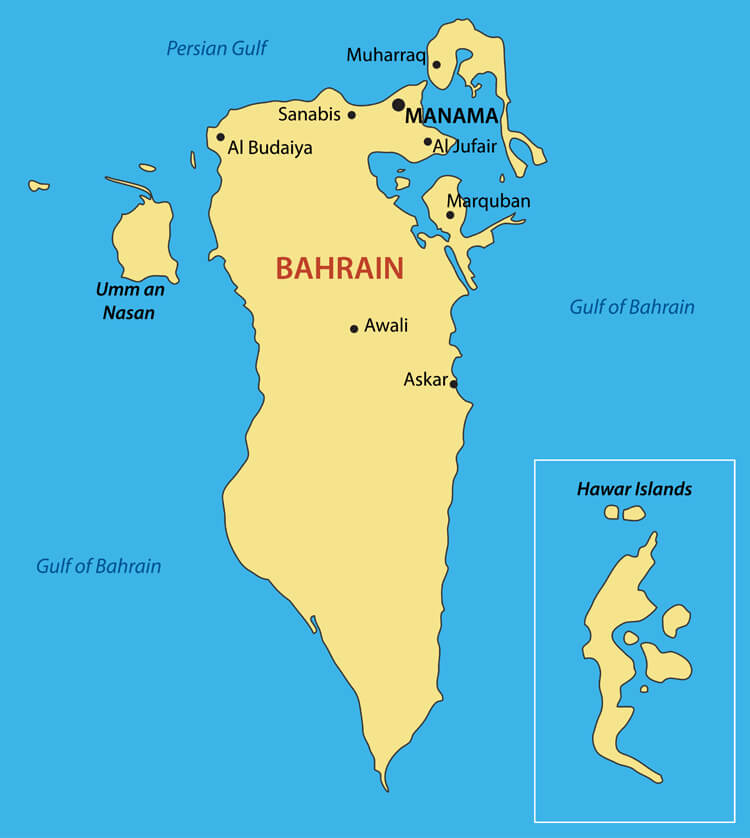 Persian Gulf
Muharraq
Sanabis
MANAMA
Al Budaiya
Al Jufair
Marquban
BAHRAIN
Umm an
Nasan
Gulf of Bahrain
Awali
Askar
Hawar Islands
Gulf of Bahrain